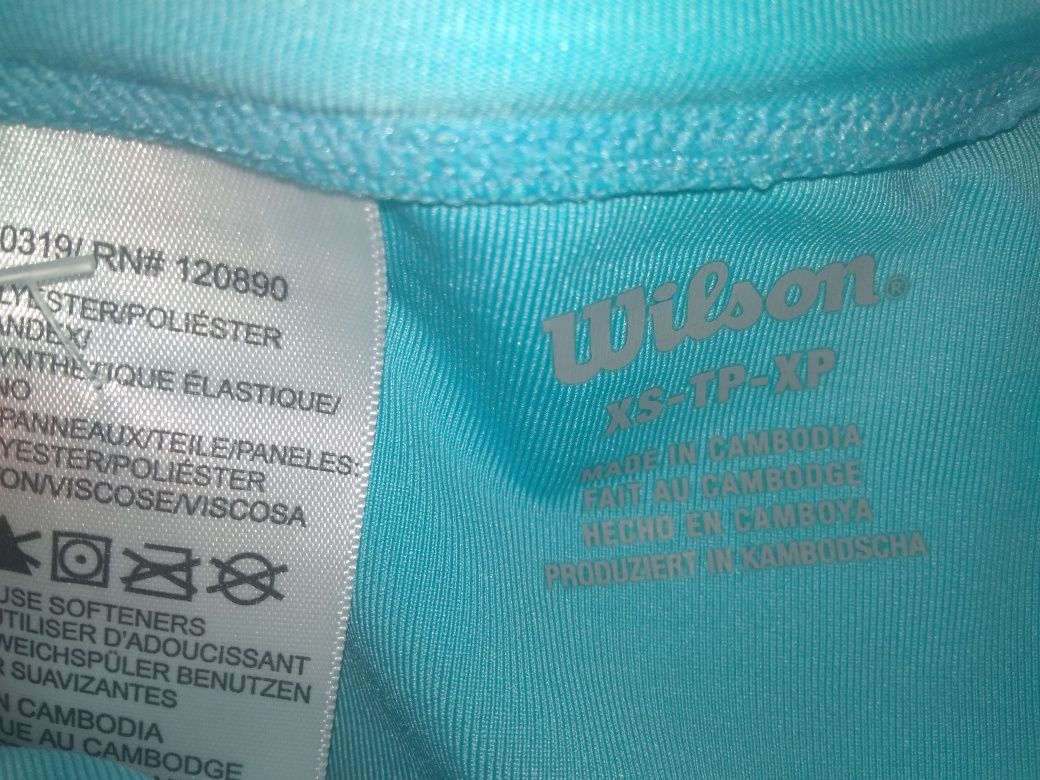 0319/ RN# 120890
LYESTER/POLIÉSTER
ANDEX/
SYNTHÉTIQUE ÉLASTIQUE/
NO
PANNEAUX/TEILE/PANELES:
YESTER/POLIÉSTER
ON/VISCOSE/VISCOSA
USE SOFTENERS
UTILISER D'ADOUCISSANT
WEICHSPÜLER BENUTZEN
R SUAVIZANTES
N CAMBODIA
UE AU CAMBODGE
Wilson®
XS-TP-XP
MADE IN CAMBODIA
FAIT AU CAMBODGE
HECHO EN CAMBOYA
PRODUZIERT IN KAMBODSCHA